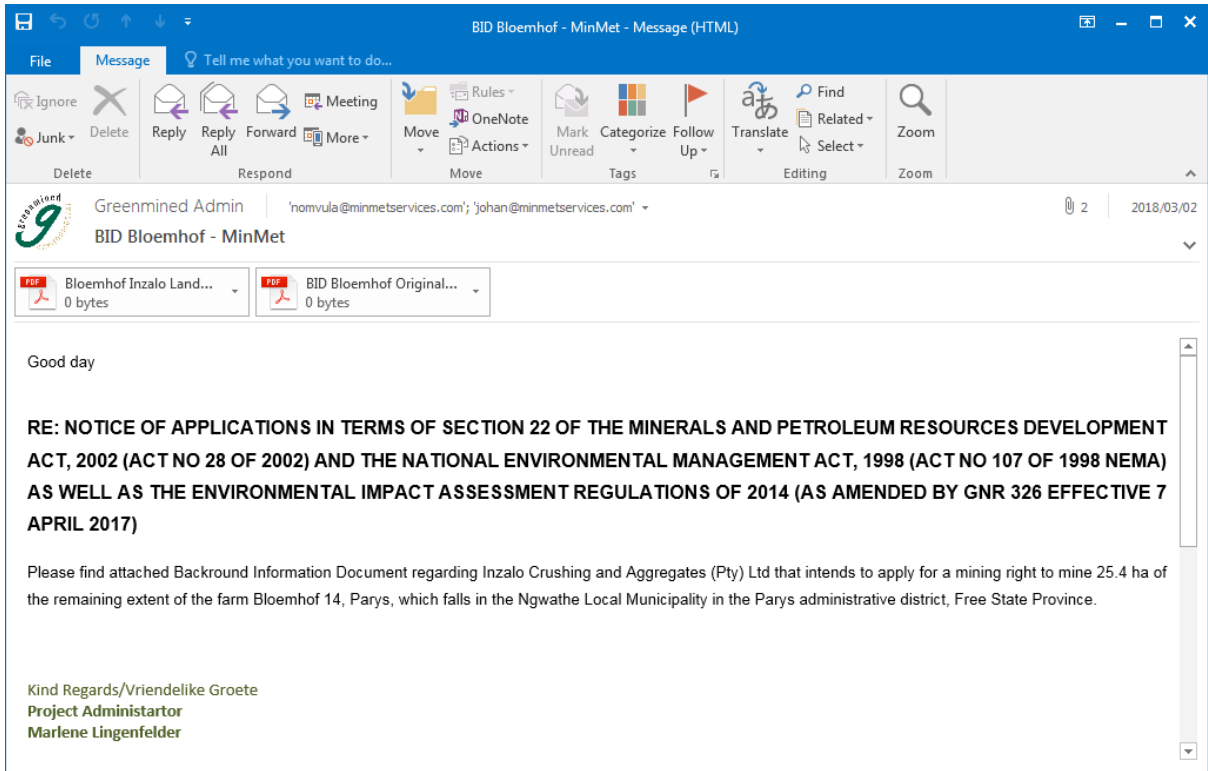 BID Bloemhof - MinMet - Message (HTML)
File Message Tell me what you want to do...
Ignore
Junk
Delete
Reply
Reply All
Forward
Meeting
More
Move
Rules
OneNote
Actions
Mark Unread
Categorize
Follow Up
Translate
Find
Related
Select
Zoom
Delete Respond Move Tags Editing Zoom
greenmined
g
Greenmined Admin 'nomvula@minmetservices.com'; 'johan@minmetservices.com' 2 2018/03/02
BID Bloemhof - MinMet
PDF Bloemhof Inzalo Land...
0 bytes
PDF BID Bloemhof Original...
0 bytes
Good day
RE: NOTICE OF APPLICATIONS IN TERMS OF SECTION 22 OF THE MINERALS AND PETROLEUM RESOURCES DEVELOPMENT
ACT, 2002 (ACT NO 28 OF 2002) AND THE NATIONAL ENVIRONMENTAL MANAGEMENT ACT, 1998 (ACT NO 107 OF 1998 NEMA)
AS WELL AS THE ENVIRONMENTAL IMPACT ASSESSMENT REGULATIONS OF 2014 (AS AMENDED BY GNR 326 EFFECTIVE 7
APRIL 2017)
Please find attached Backround Information Document regarding Inzalo Crushing and Aggregates (Pty) Ltd that intends to apply for a mining right to mine 25.4 ha of
the remaining extent of the farm Bloemhof 14, Parys, which falls in the Ngwathe Local Municipality in the Parys administrative district, Free State Province.
Kind Regards/Vriendelike Groete
Project Administartor
Marlene Lingenfelder